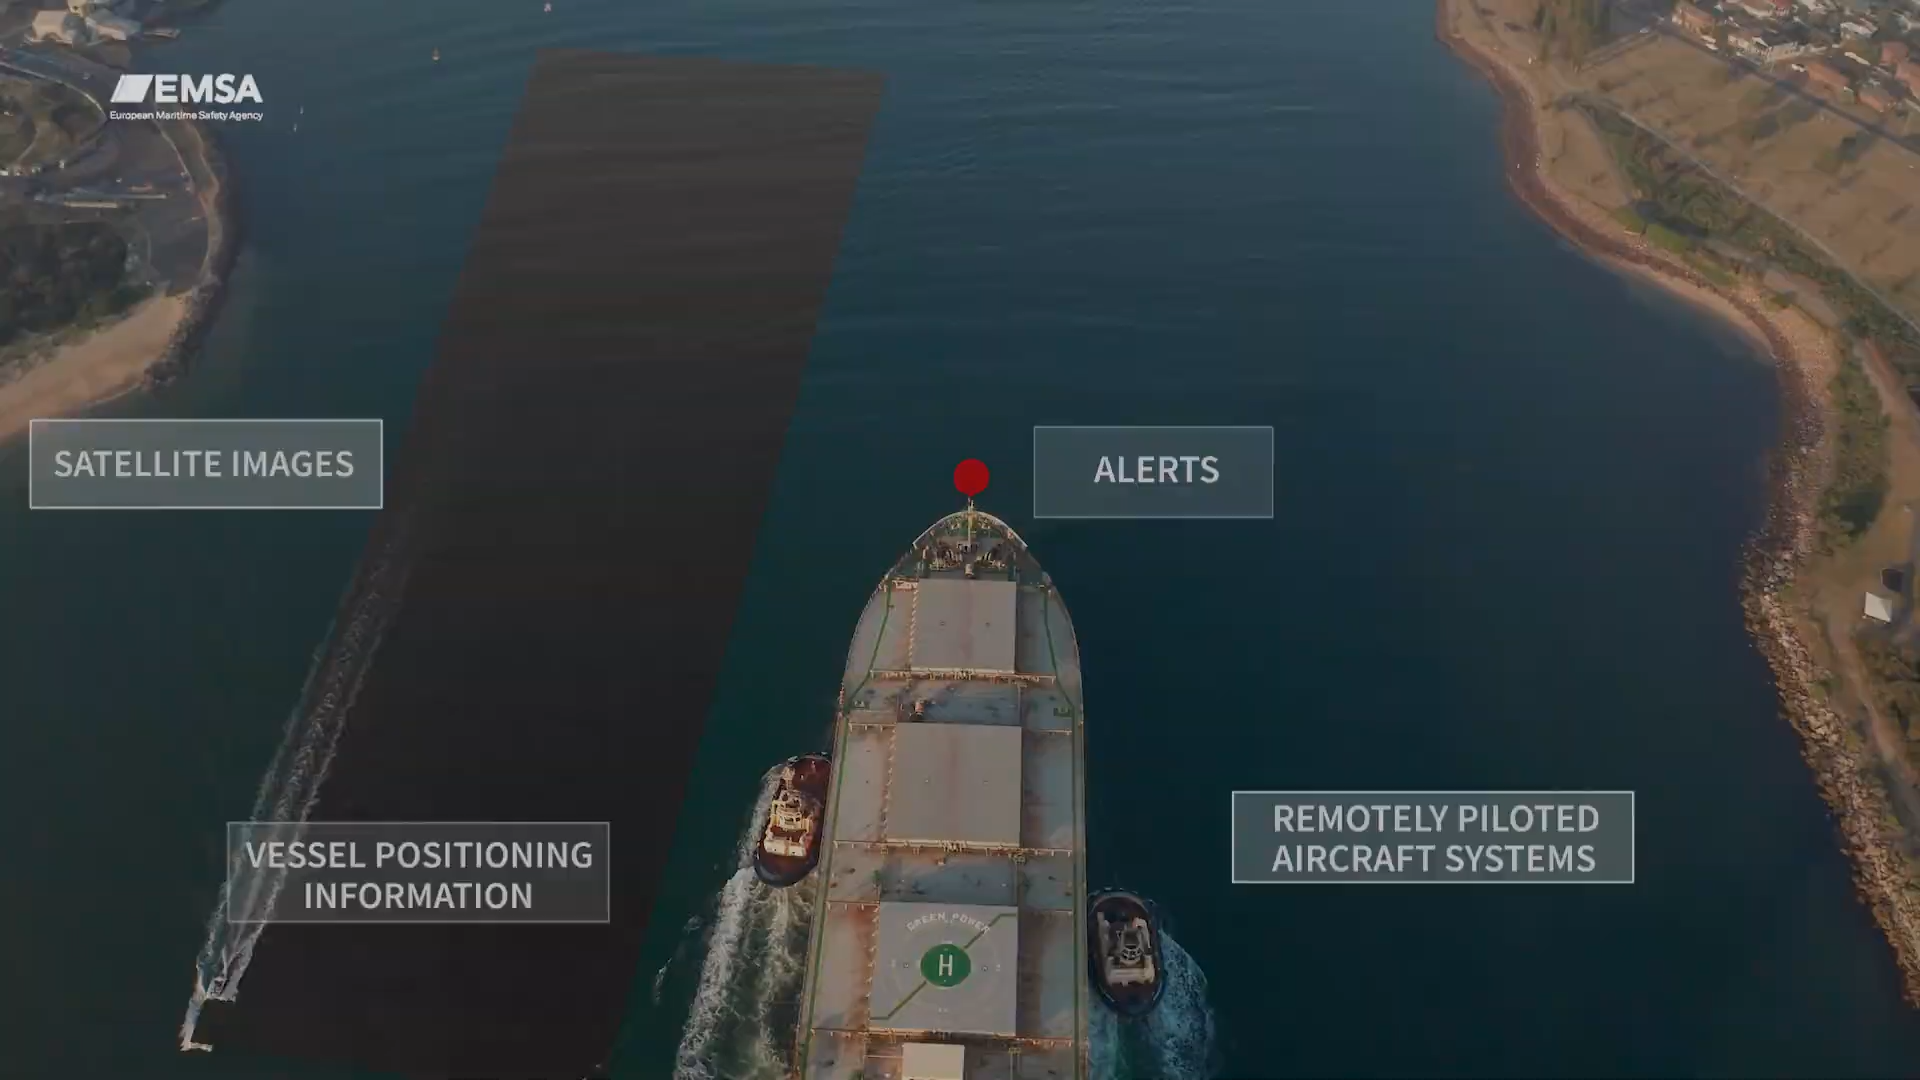 EMSA
European Maritime Safety Agency
SATELLITE IMAGES
ALERTS
VESSEL POSITIONING
INFORMATION
REMOTELY PILOTED
AIRCRAFT SYSTEMS
GREEN POWER
H